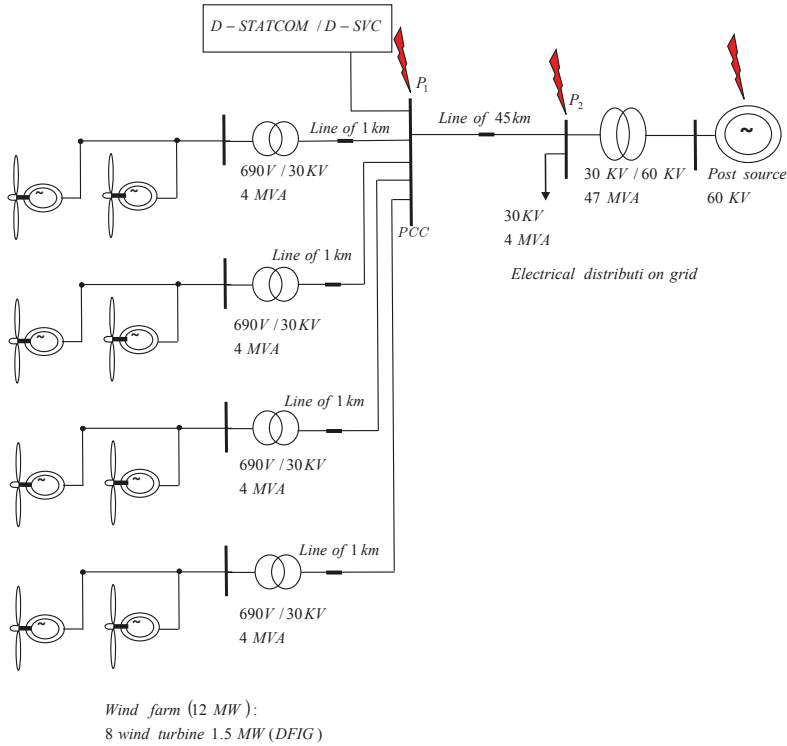 D – STATCOM / D – SVC
P1
P2
Line of 1 km
Line of 45 km
~
~
~
690V / 30KV
4 MVA
30 KV / 60 KV
47 MVA
Post source
60 KV
30KV
4 MVA
PCC
Line of 1 km
Electrical distributi on grid
~
~
690V / 30KV
4 MVA
Line of 1 km
~
~
690V / 30KV
4 MVA
Line of 1 km
~
~
690V / 30KV
4 MVA
Wind farm (12 MW) :
8 wind turbine 1.5 MW (DFIG )